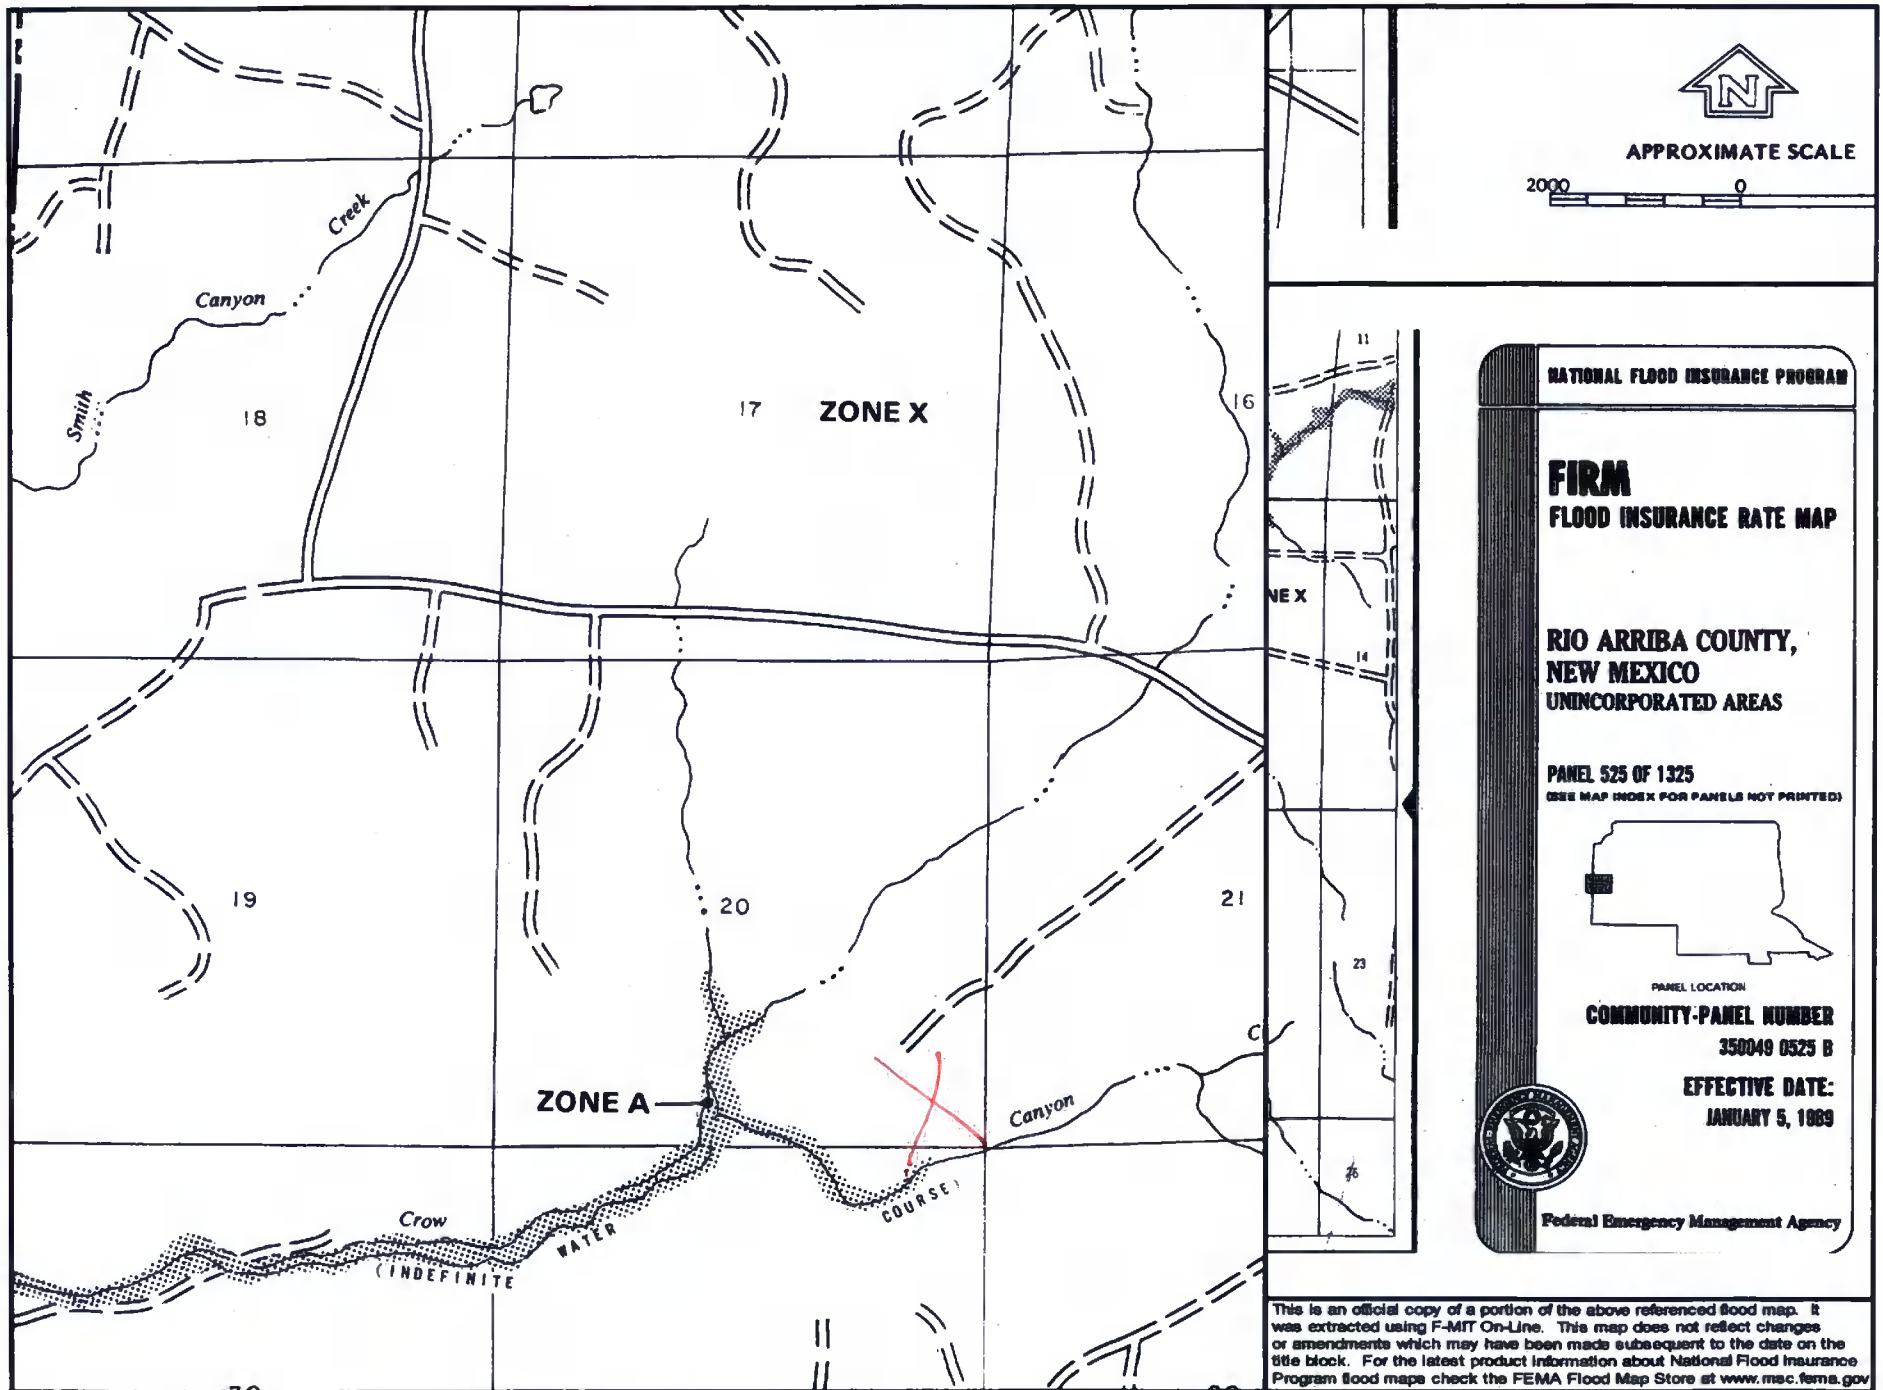 Creek
Canyon
Smith
18
17
ZONE X
16
19
20
21
ZONE A
Canyon
Crow
(INDEFINITE
WATER
COURSE)
C
N
APPROXIMATE SCALE
2000 0
11
NE X
14
23
26
NATIONAL FLOOD INSURANCE PROGRAM
FIRM
FLOOD INSURANCE RATE MAP
RIO ARRIBA COUNTY,
NEW MEXICO
UNINCORPORATED AREAS
PANEL 525 OF 1325
(SEE MAP INDEX FOR PANELS NOT PRINTED)
PANEL LOCATION
COMMUNITY-PANEL NUMBER
350049 0525 B
EFFECTIVE DATE:
JANUARY 5, 1989
Federal Emergency Management Agency
This is an official copy of a portion of the above referenced flood map. It
was extracted using F-MIT On-Line. This map does not reflect changes
or amendments which may have been made subsequent to the date on the
title block. For the latest product information about National Flood Insurance
Program flood maps check the FEMA Flood Map Store at www.msc.fema.gov